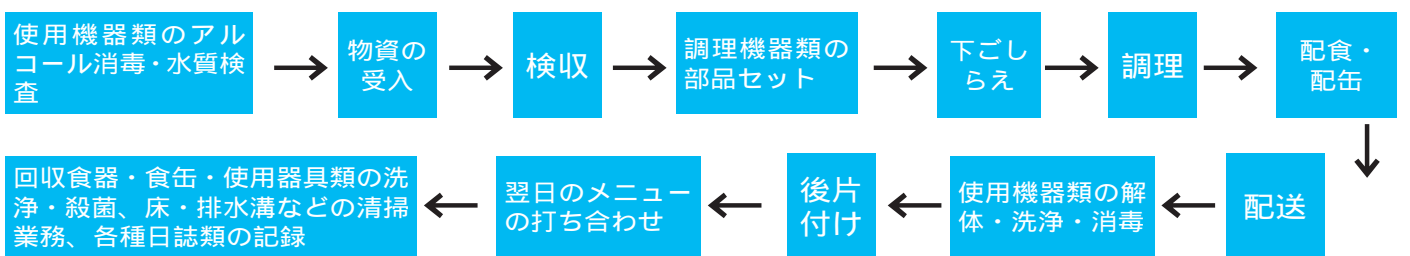 使用機器類のアル
コール消毒・水質検
査
物資の
受入
検収
調理機器類の
部品セット
下ごし
らえ
調理
配食・
配缶
配送
使用機器類の解
体・洗浄・消毒
後片
付け
翌日のメニュー
の打ち合わせ
回収食器・食缶・使用器具類の洗
浄・殺菌、床・排水溝などの清掃
業務、各種日誌類の記録